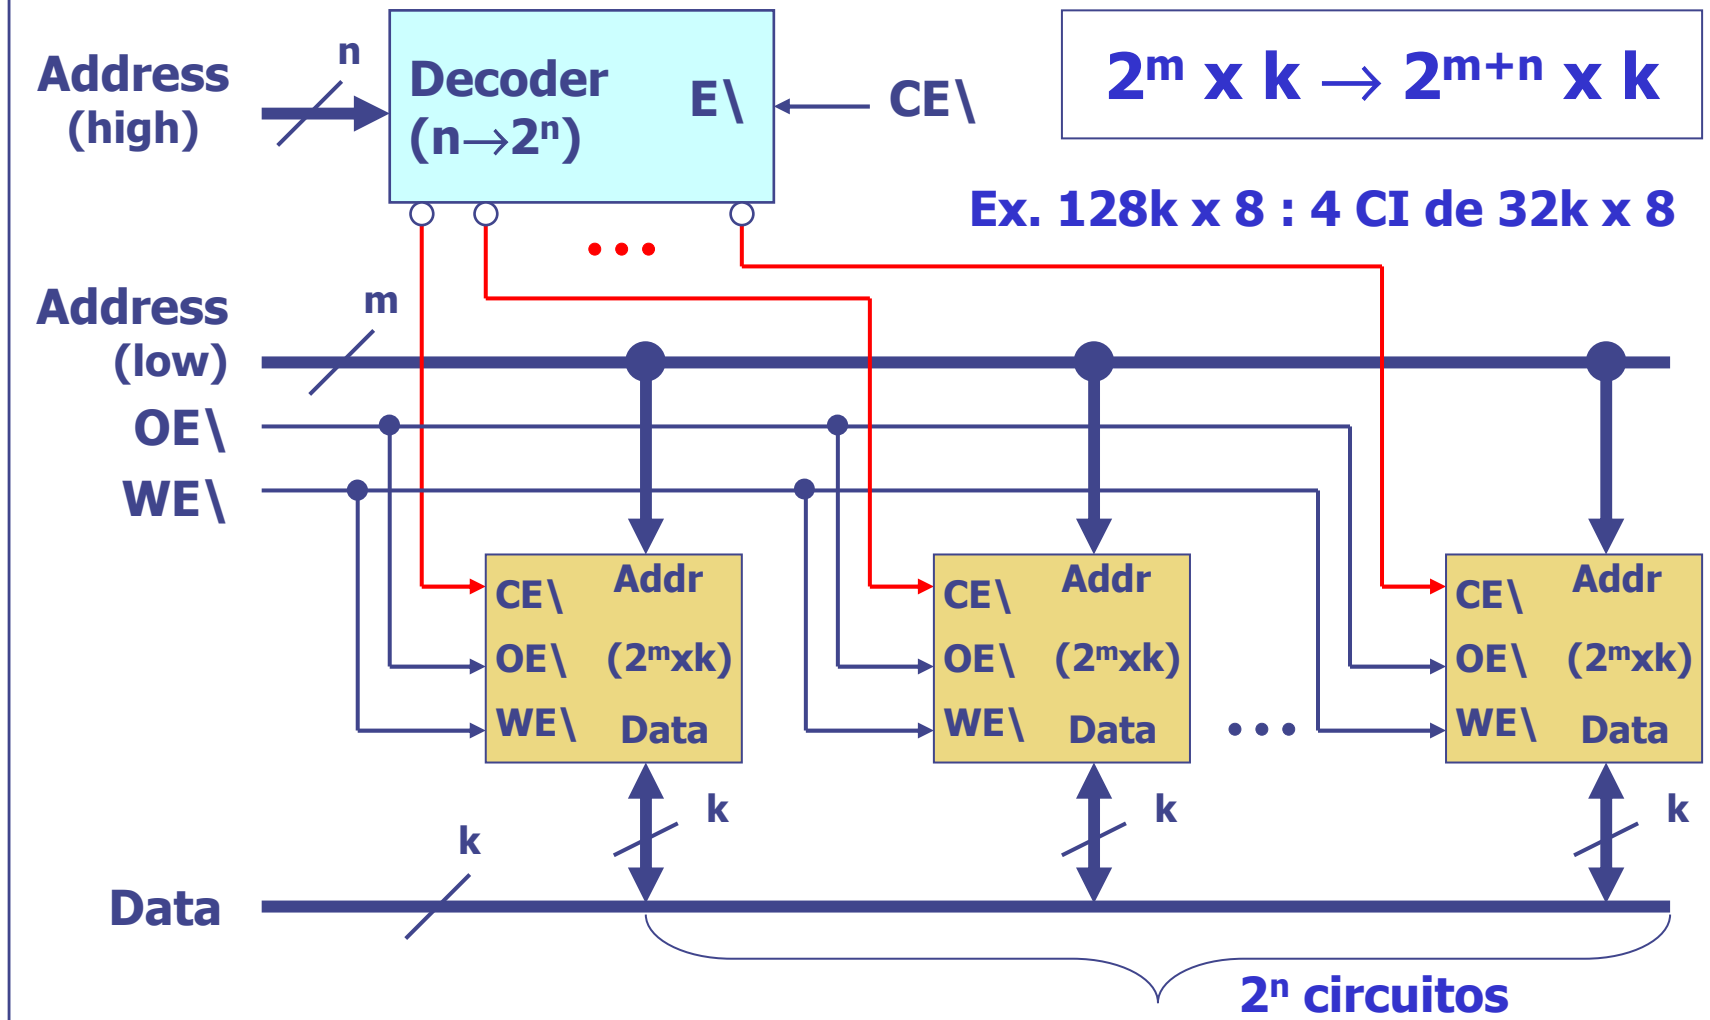 Address
(high)
n
Decoder
(n→2ⁿ)
E\
CE\
2ᵐ x k → 2ᵐ⁺ⁿ x k
Ex. 128k x 8 : 4 CI de 32k x 8
•••
Address
(low)
m
OE\
WE\
CE\
Addr
OE\
(2ᵐxk)
WE\
Data
CE\
Addr
OE\
(2ᵐxk)
WE\
Data
•••
CE\
Addr
OE\
(2ᵐxk)
WE\
Data
k
k
k
k
Data
2ⁿ circuitos